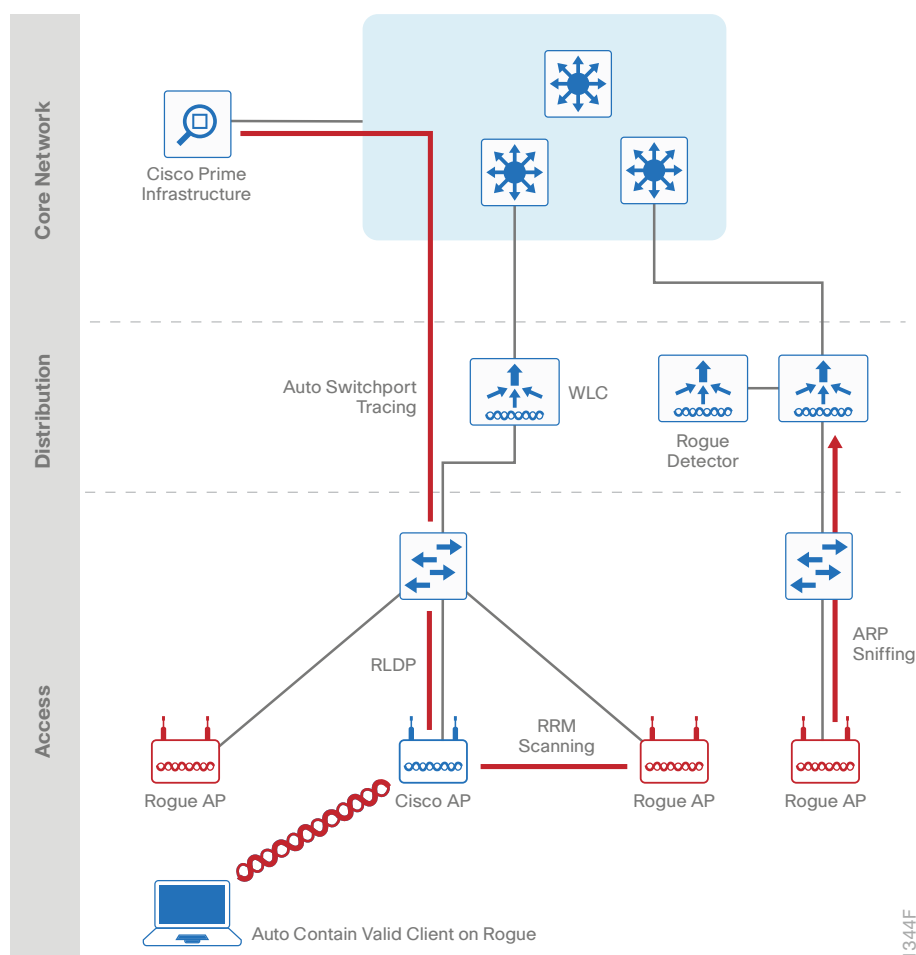 Core Network
Cisco Prime
Infrastructure
Distribution
Auto Switchport
Tracing
WLC
Rogue
Detector
Access
RLDP
ARP
Sniffing
RRM
Scanning
Rogue AP
Cisco AP
Rogue AP
Rogue AP
Auto Contain Valid Client on Rogue
1344F